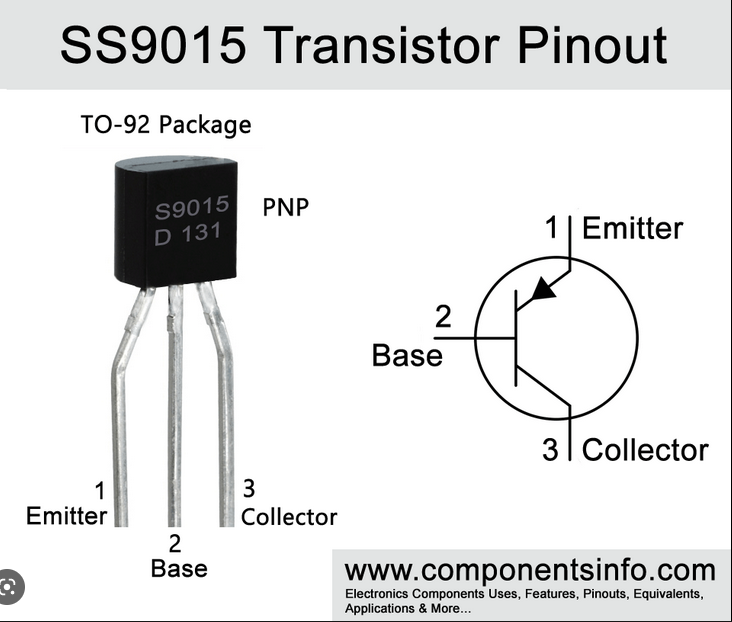 SS9015 Transistor Pinout
TO-92 Package
S9015
D 131
PNP
1
Emitter
2
Base
3
Collector
1 Emitter
2
Base
3 Collector
www.componentsinfo.com
Electronics Components Uses, Features, Pinouts, Equivalents,
Applications & More...